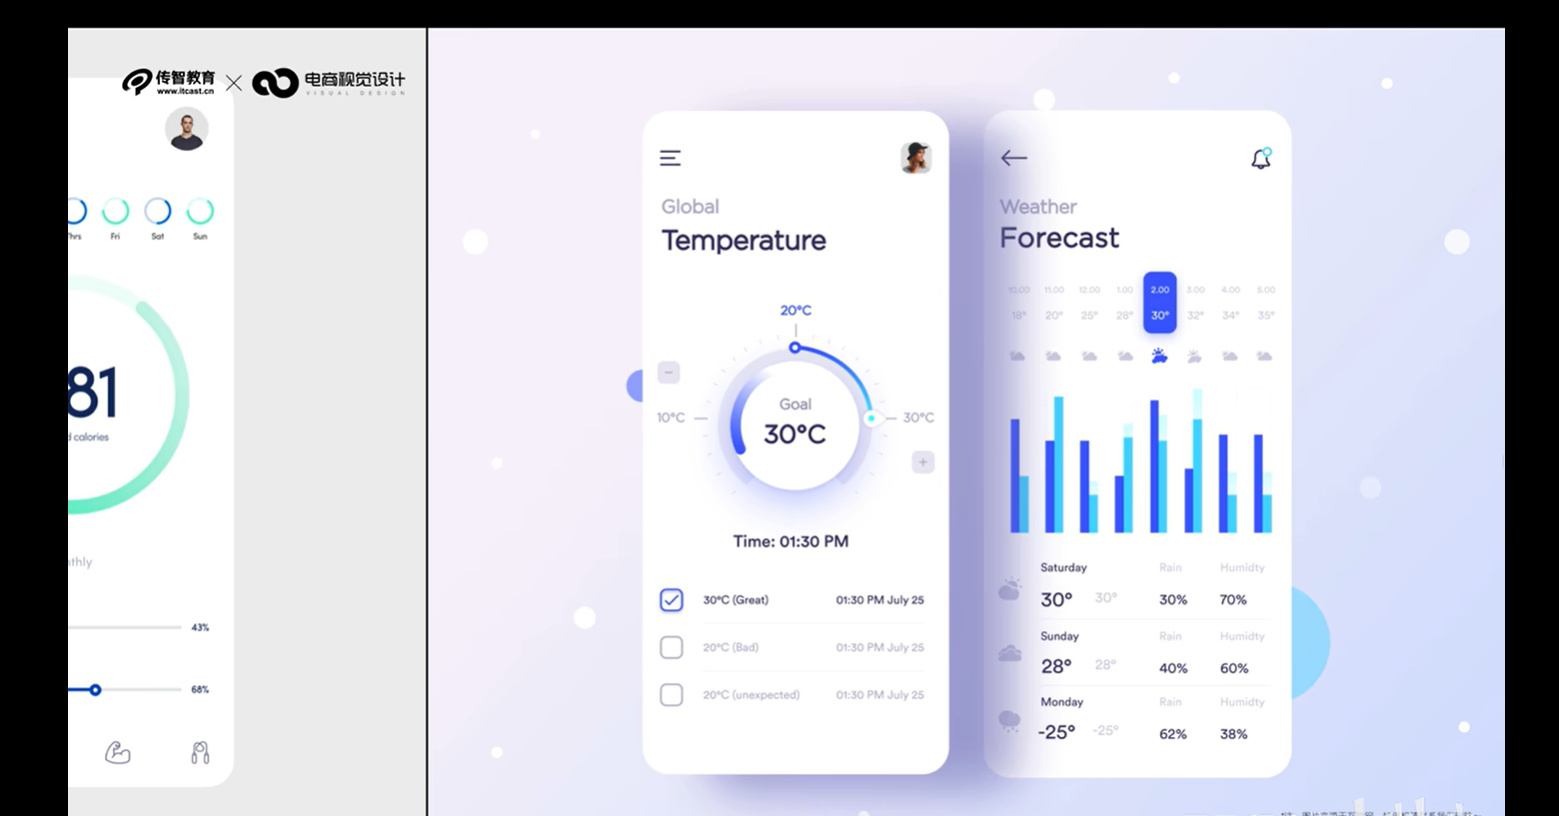 传智教育
www.itcast.cn
电商视觉设计
VISUAL DESIGN
Fri
Sat
Sun
81
calories
43%
68%
Global
Temperature
20°C
10°C
30°C
Goal
30°C
Time: 01:30 PM
30°C (Great) 01:30 PM July 25
20°C (Bad) 01:30 PM July 25
20°C (unexpected) 01:30 PM July 25
Weather
Forecast
10.00 11.00 12.00 1.00 2.00 3.00 4.00 5.00
18° 20° 25° 28° 30° 32° 34° 35°
Saturday Rain Humidty
30° 30° 30% 70%
Sunday Rain Humidty
28° 28° 40% 60%
Monday Rain Humidty
-25° -25° 62% 38%